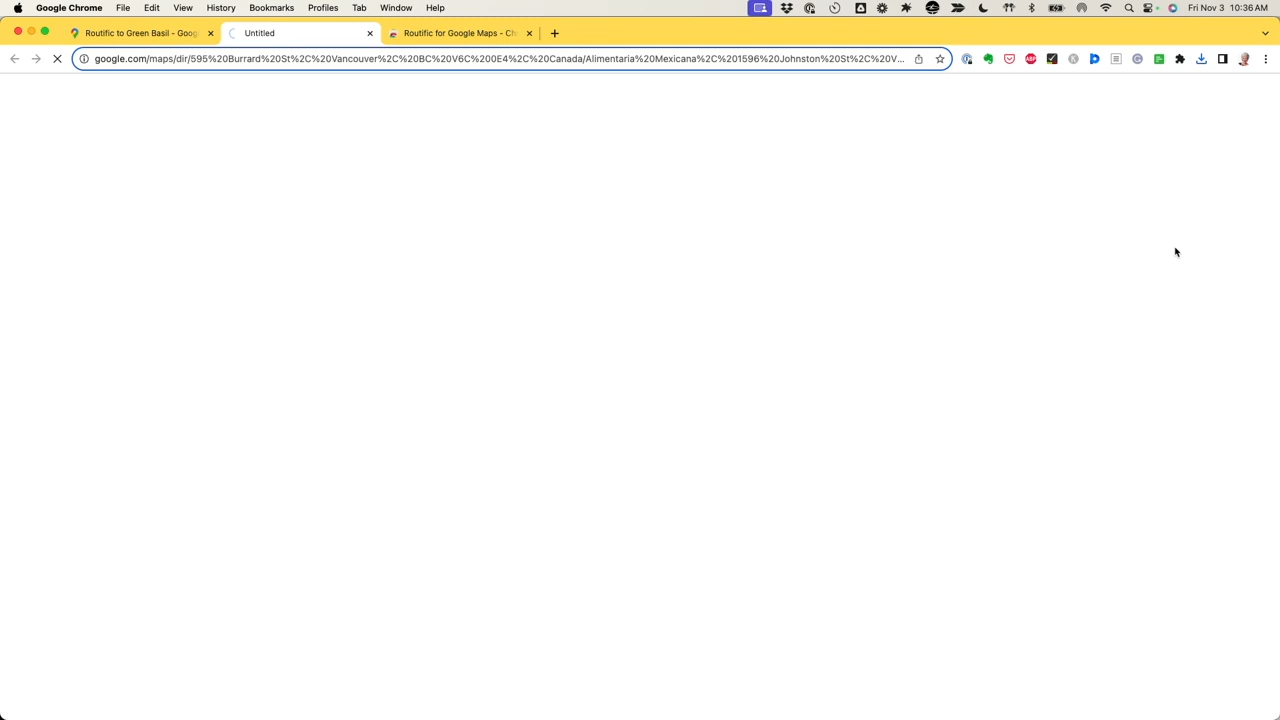 Google Chrome File Edit View History Bookmarks Profiles Tab Window Help Fri Nov 3 10:36 AM
Routific to Green Basil - Goog Untitled Routific for Google Maps - Ch
google.com/maps/dir/595%20Burrard%20St%2C%20Vancouver%2C%20BC%20V6C%200E4%2C%20Canada/Alimentaria%20Mexicana%2C%201596%20Johnston%20St%2C%20V...